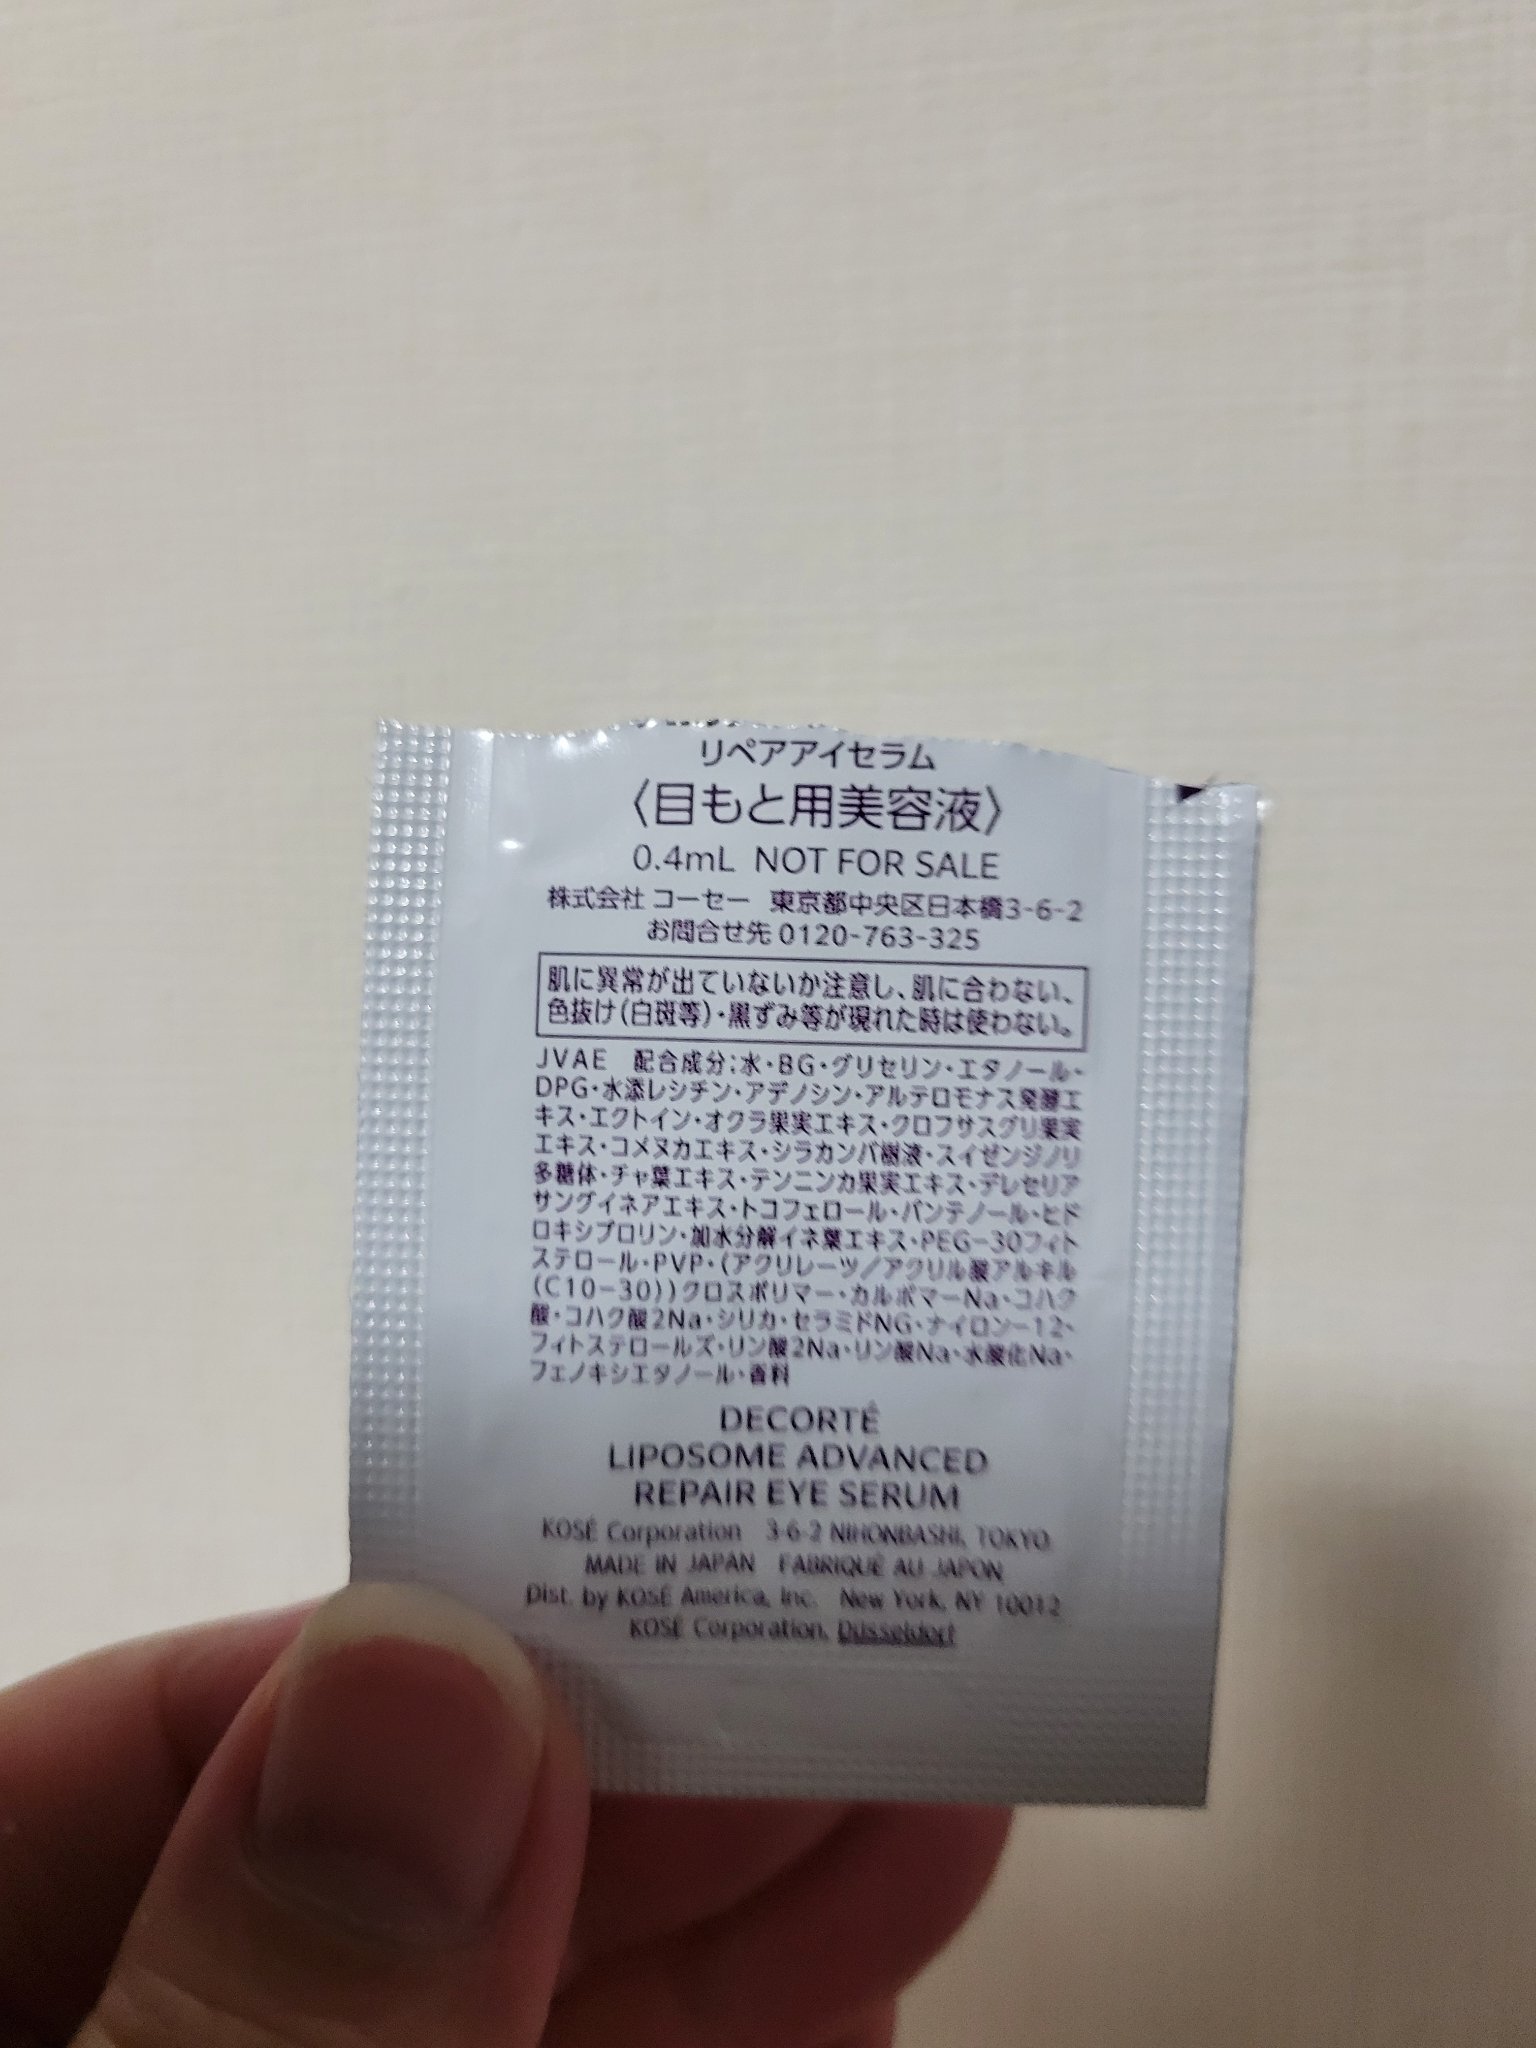 リペアアイセラム
〈目もと用美容液〉
0.4mL NOT FOR SALE
株式会社 コーセー 東京都中央区日本橋3-6-2
お問合せ先 0120-763-325
肌に異常が出ていないか注意し、肌に合わない、
色抜け(白斑等)・黒ずみ等が現れた時は使わない。
JVAE 配合成分:水・BG・グリセリン・エタノール・
DPG・水添レシチン・アデノシン・アルテロモナス発酵エ
キス・エクトイン・オクラ果実エキス・クロフサスグリ果実
エキス・コメヌカエキス・シラカンバ樹液・スイゼンジノリ
多糖体・チャ葉エキス・テンニンカ果実エキス・デレセリア
サングイネアエキス・トコフェロール・パンテノール・ヒド
ロキシプロリン・加水分解イネ葉エキス・PEG-30フィト
ステロール・PVP・(アクリレーツ/アクリル酸アルキル
(C10-30))クロスポリマー・カルボマーNa・コハク
酸・コハク酸2Na・シリカ・セラミドNG・ナイロン-12・
フィトステロールズ・リン酸2Na・リン酸Na・水酸化Na・
フェノキシエタノール・香料
DECORTÉ
LIPOSOME ADVANCED
REPAIR EYE SERUM
KOSÉ Corporation 3-6-2 NIHONBASHI, TOKYO
MADE IN JAPAN FABRIQUÉ AU JAPON
Dist. by KOSÉ America, Inc. New York, NY 10012
KOSÉ Corporation, Düsseldorf